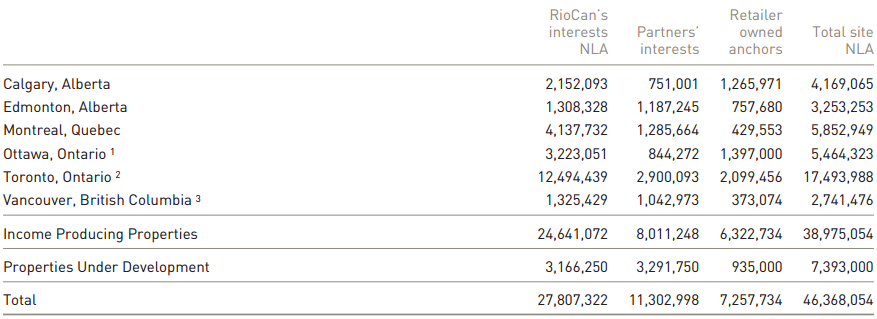 RioCan’s Retailer
interests Partners’ owned Total site
NLA interests anchors NLA
Calgary, Alberta 2,152,093 751,001 1,265,971 4,169,065
Edmonton, Alberta 1,308,328 1,187,245 757,680 3,253,253
Montreal, Quebec 4,137,732 1,285,664 429,553 5,852,949
Ottawa, Ontario 1 3,223,051 844,272 1,397,000 5,464,323
Toronto, Ontario 2 12,494,439 2,900,093 2,099,456 17,493,988
Vancouver, British Columbia 3 1,325,429 1,042,973 373,074 2,741,476
Income Producing Properties 24,641,072 8,011,248 6,322,734 38,975,054
Properties Under Development 3,166,250 3,291,750 935,000 7,393,000
Total 27,807,322 11,302,998 7,257,734 46,368,054